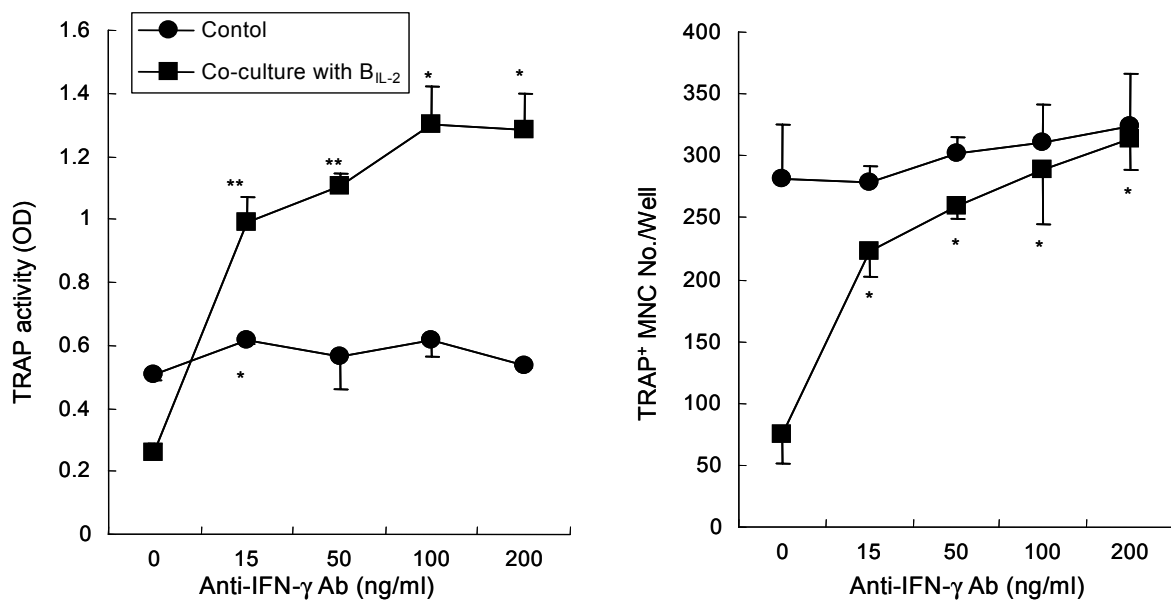 Contol
Co-culture with BIL-2
TRAP activity (OD)
1.6
1.4
1.2
1
0.8
0.6
0.4
0.2
0
* *
** **
*
0 15 50 100 200
Anti-IFN-γ Ab (ng/ml)
TRAP+ MNC No./Well
400
350
300
250
200
150
100
50
0
* * * *
0 15 50 100 200
Anti-IFN-γ Ab (ng/ml)